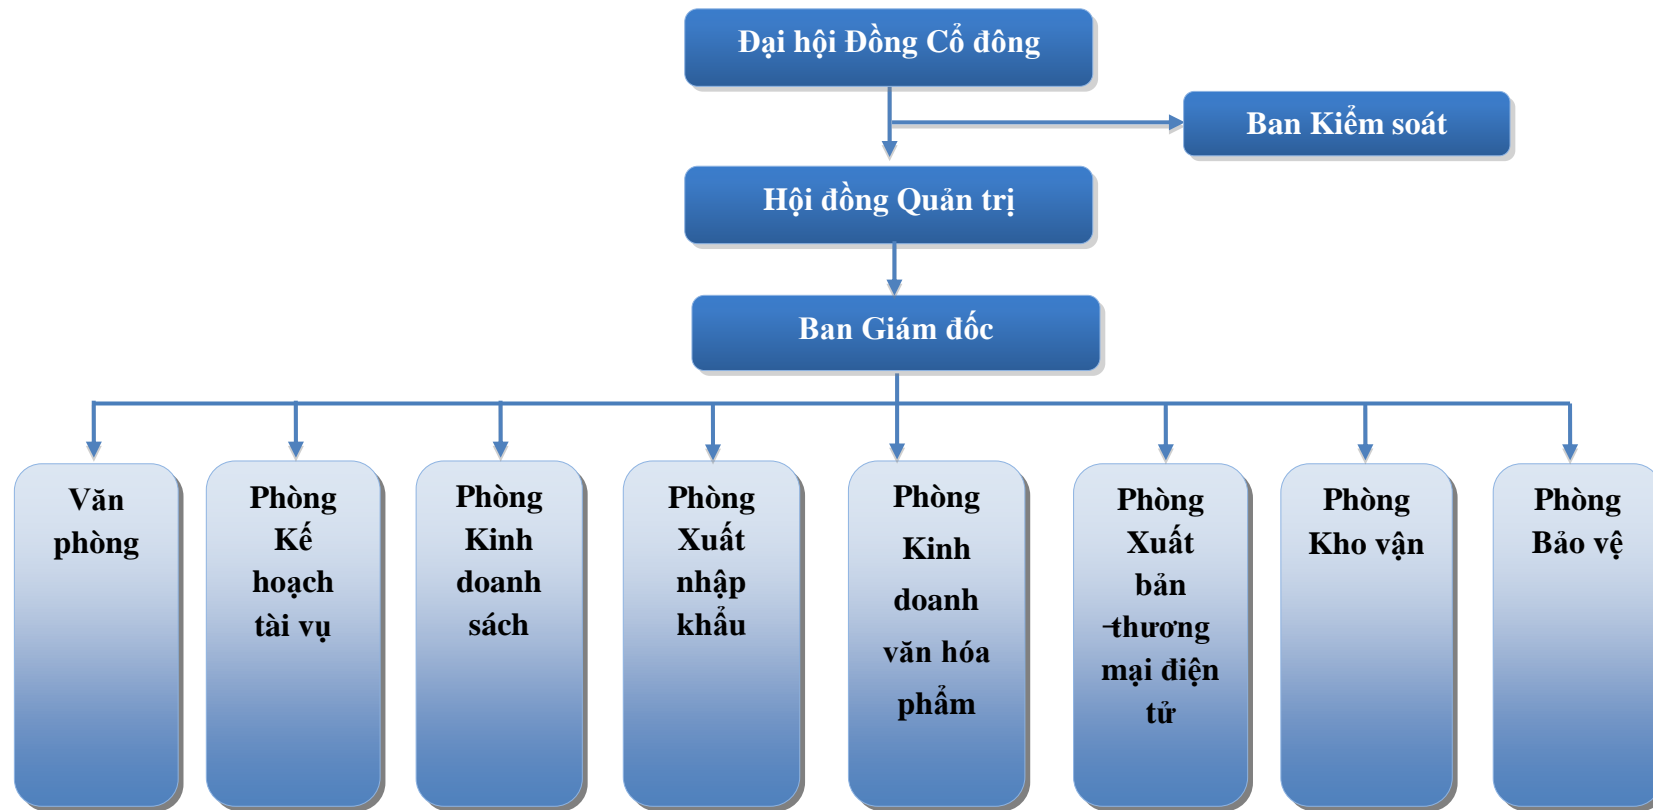 Đại hội Đồng Cổ đông
Ban Kiểm soát
Hội đồng Quản trị
Ban Giám đốc
Văn
phòng
Phòng
Kế
hoạch
tài vụ
Phòng
Kinh
doanh
sách
Phòng
Xuất
nhập
khẩu
Phòng
Kinh
doanh
văn hóa
phẩm
Phòng
Xuất
bản
–thương
mại điện
tử
Phòng
Kho vận
Phòng
Bảo vệ